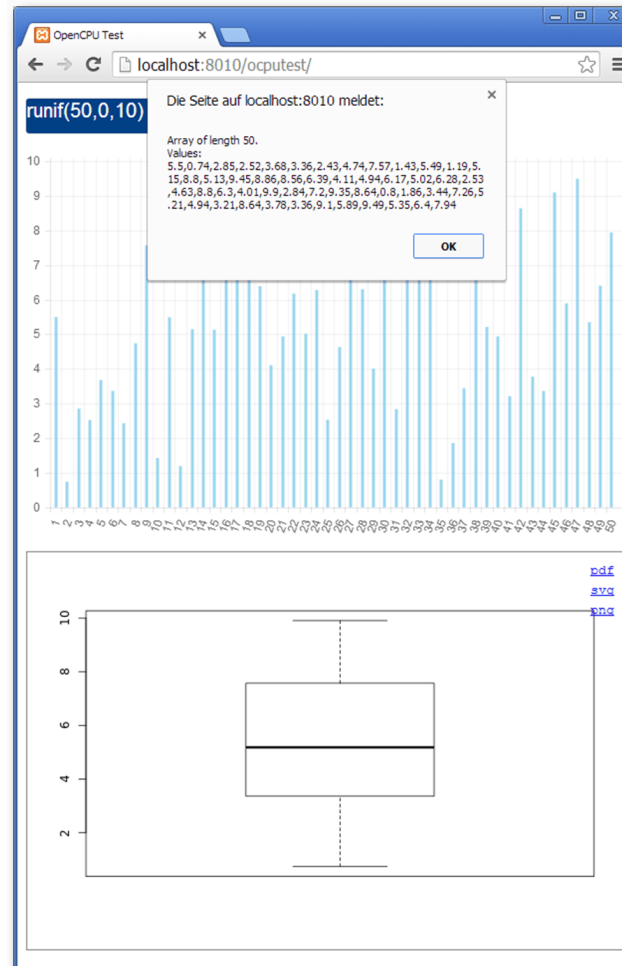 OpenCPU Test
localhost:8010/ocputest/
runif(50,0,10)
Die Seite auf localhost:8010 meldet:
Array of length 50.
Values:
5.5,0.74,2.85,2.52,3.68,3.36,2.43,4.74,7.57,1.43,5.49,1.19,5.
15,8.8,5.13,9.45,8.86,8.56,6.39,4.11,4.94,6.17,5.02,6.28,2.53
,4.63,8.8,6.3,4.01,9.9,2.84,7.2,9.35,8.64,0.8,1.86,3.44,7.26,5
.21,4.94,3.21,8.64,3.78,3.36,9.1,5.89,9.49,5.35,6.4,7.94
OK
10
9
8
7
6
5
4
3
2
1
0
1 2 3 4 5 6 7 8 9 10 11 12 13 14 15 16 17 18 19 20 21 22 23 24 25 26 27 28 29 30 31 32 33 34 35 36 37 38 39 40 41 42 43 44 45 46 47 48 49 50
pdf
svg
png
10
8
6
4
2